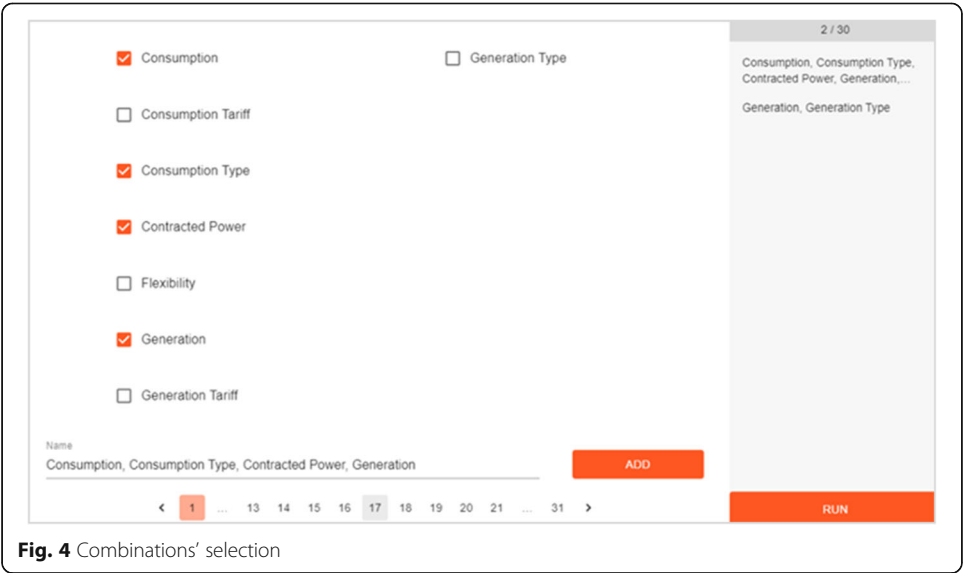 Consumption
Generation Type
Consumption Tariff
Consumption Type
Contracted Power
Flexibility
Generation
Generation Tariff
Name
Consumption, Consumption Type, Contracted Power, Generation
ADD
< 1 ... 13 14 15 16 17 18 19 20 21 ... 31 >
2 / 30
Consumption, Consumption Type,
Contracted Power, Generation,...
Generation, Generation Type
RUN
Fig. 4 Combinations’ selection